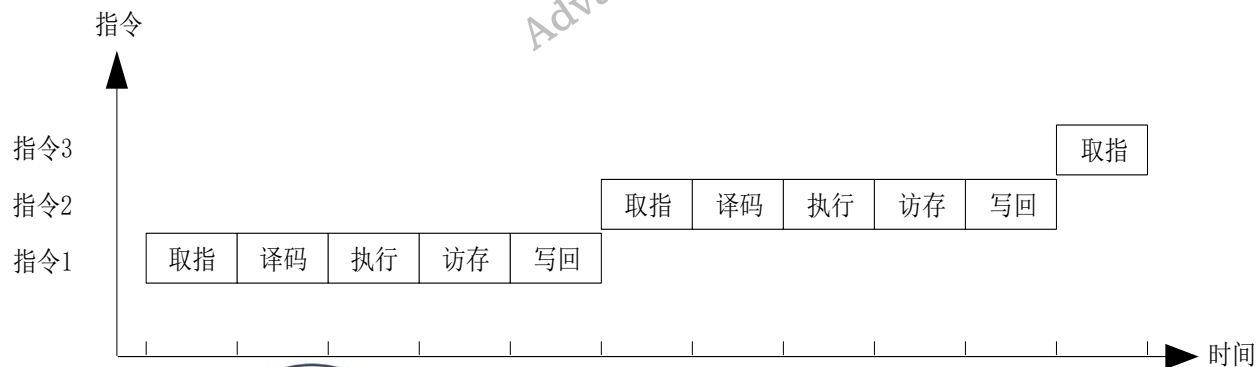 Adva
指令
指令3
取指
指令2
取指 译码 执行 访存 写回
指令1
取指 译码 执行 访存 写回
时间